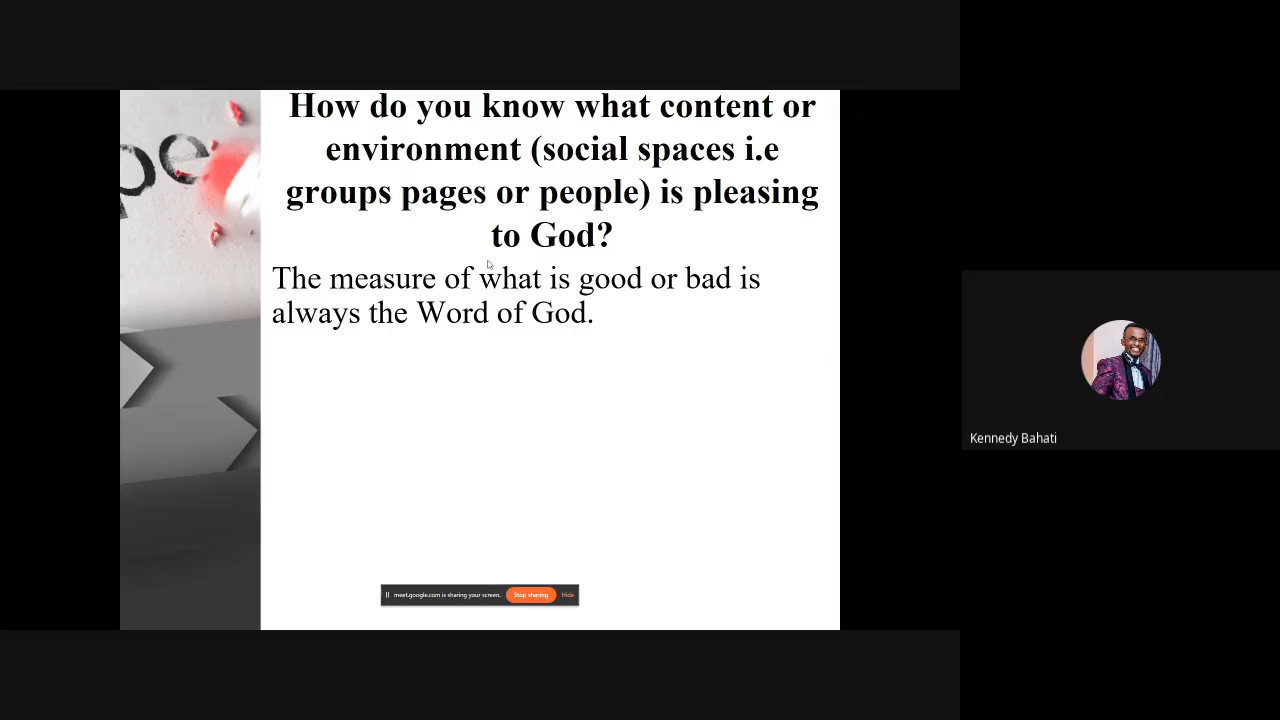 pe
How do you know what content or
environment (social spaces i.e
groups pages or people) is pleasing
to God?
The measure of what is good or bad is
always the Word of God.
meet.google.com is sharing your screen.
Stop sharing
Hide
Kennedy Bahati